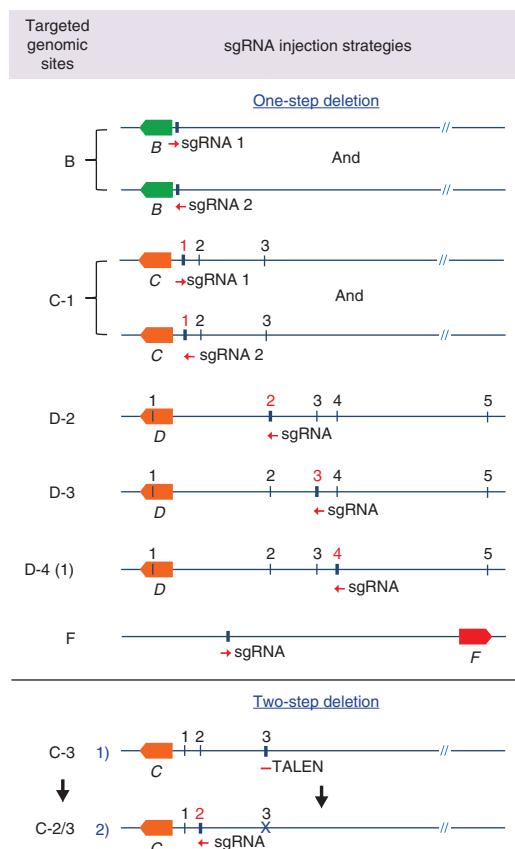 Targeted
genomic
sites
sgRNA injection strategies
One-step deletion
B
B
sgRNA 1
And
B
sgRNA 2
C-1
1 2 3
C
sgRNA 1
And
1 2 3
C
sgRNA 2
D-2
1 2 3 4 5
D
sgRNA
D-3
1 2 3 4 5
D
sgRNA
D-4 (1)
1 2 3 4 5
D
sgRNA
F
sgRNA
F
Two-step deletion
C-3 1)
1 2 3
C
TALEN
C-2/3 2)
1 2 3
X
C
sgRNA